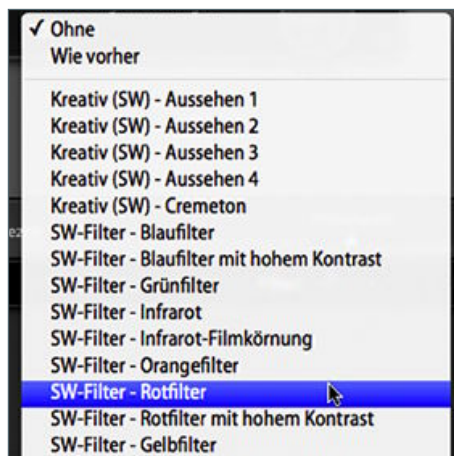 ✓ Ohne
Wie vorher
Kreativ (SW) - Aussehen 1
Kreativ (SW) - Aussehen 2
Kreativ (SW) - Aussehen 3
Kreativ (SW) - Aussehen 4
Kreativ (SW) - Cremeton
SW-Filter - Blaufilter
SW-Filter - Blaufilter mit hohem Kontrast
SW-Filter - Grünfilter
SW-Filter - Infrarot
SW-Filter - Infrarot-Filmkörnung
SW-Filter - Orangefilter
SW-Filter - Rotfilter
SW-Filter - Rotfilter mit hohem Kontrast
SW-Filter - Gelbfilter